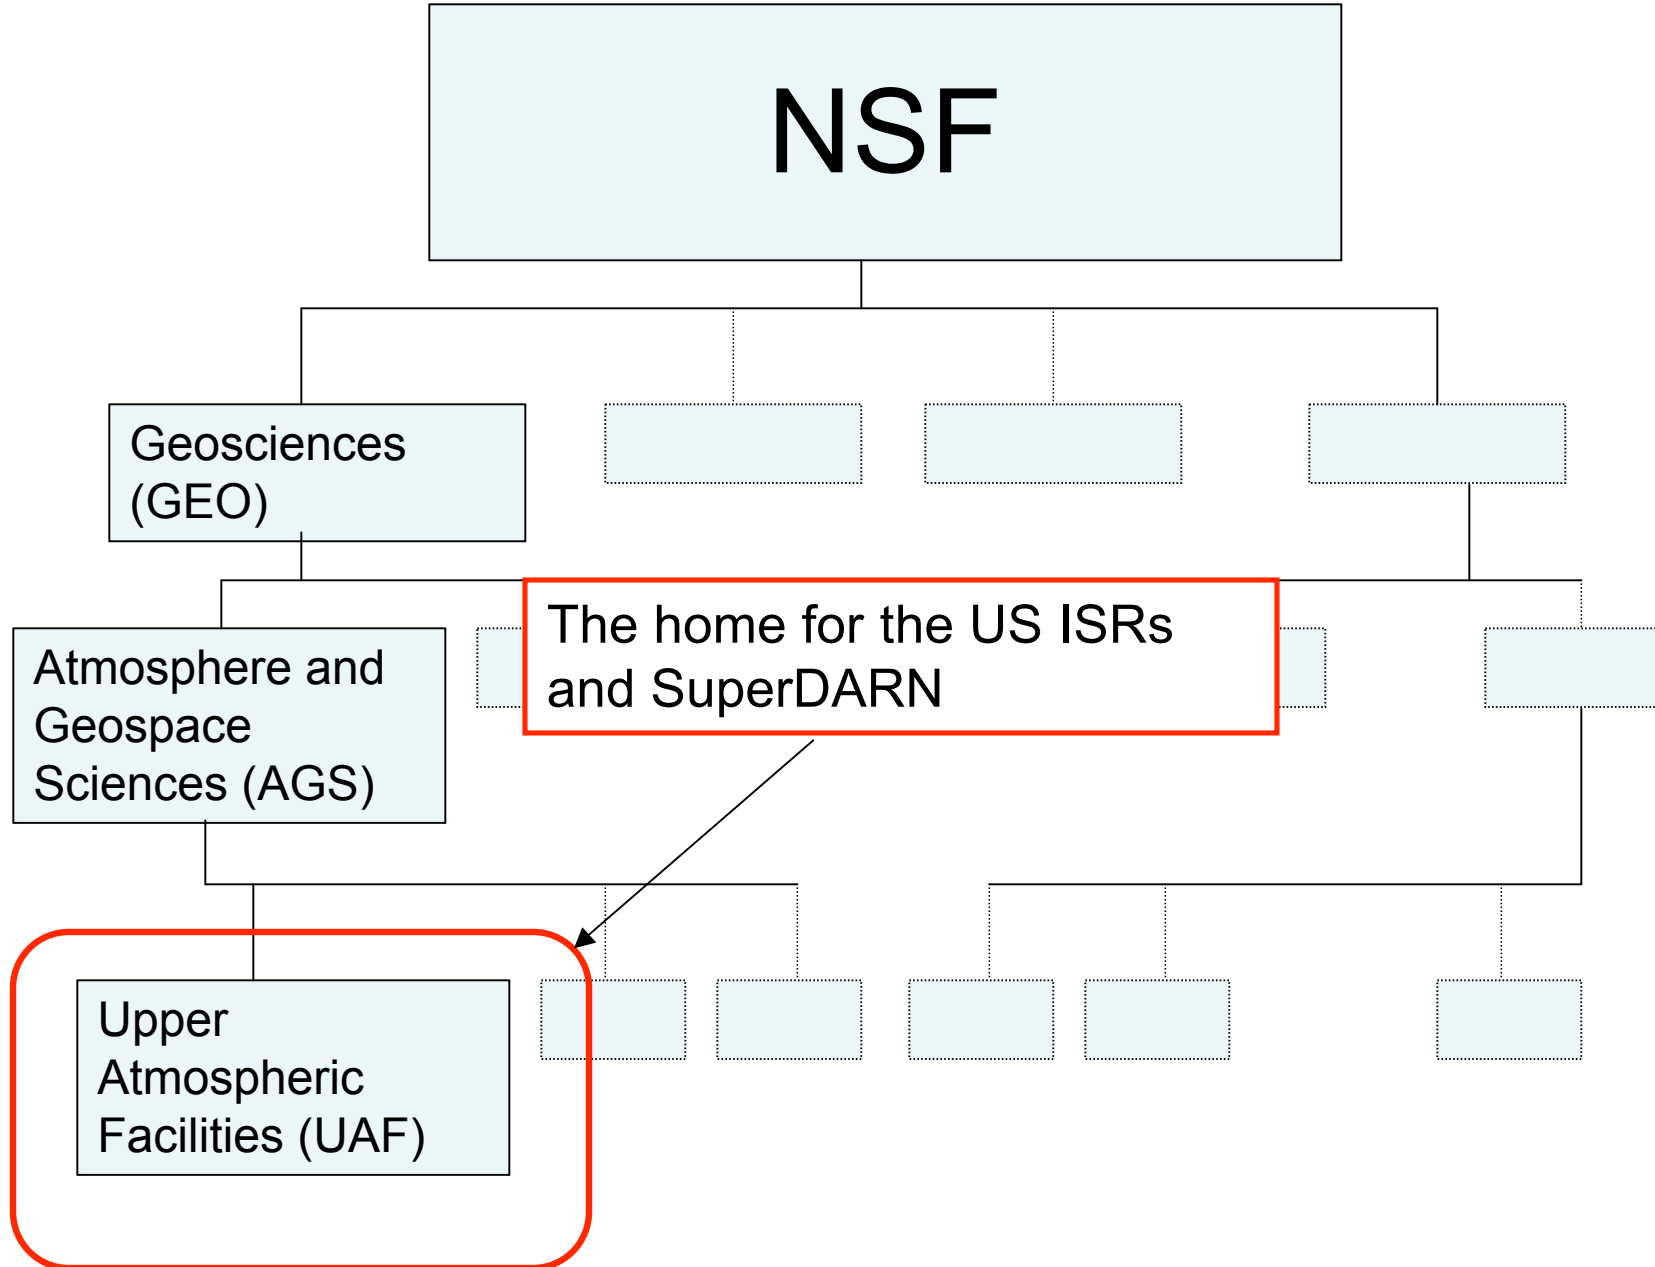 NSF
Geosciences
(GEO)
The home for the US ISRs
and SuperDARN
Atmosphere and
Geospace
Sciences (AGS)
Upper
Atmospheric
Facilities (UAF)